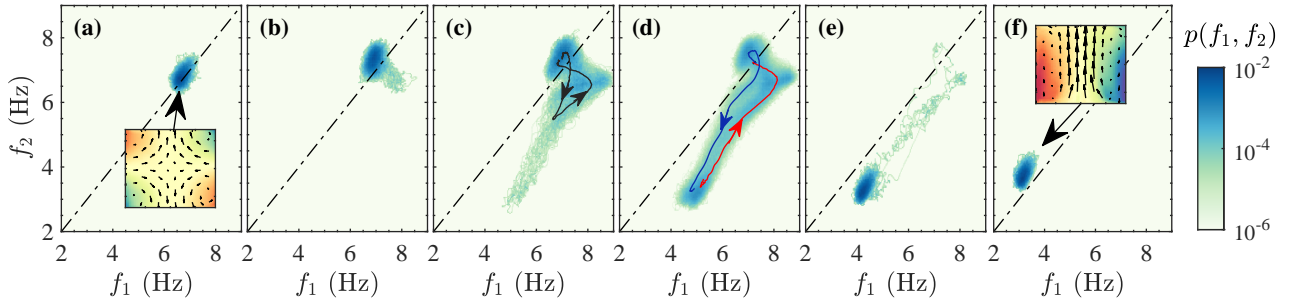 (a) (b) (c) (d) (e) (f)
p(f₁, f₂)
8
6
4
2
f₂ (Hz)
10⁻²
10⁻⁴
10⁻⁶
2 4 6 8 2 4 6 8 2 4 6 8 2 4 6 8 2 4 6 8 2 4 6 8
f₁ (Hz) f₁ (Hz) f₁ (Hz) f₁ (Hz) f₁ (Hz) f₁ (Hz)